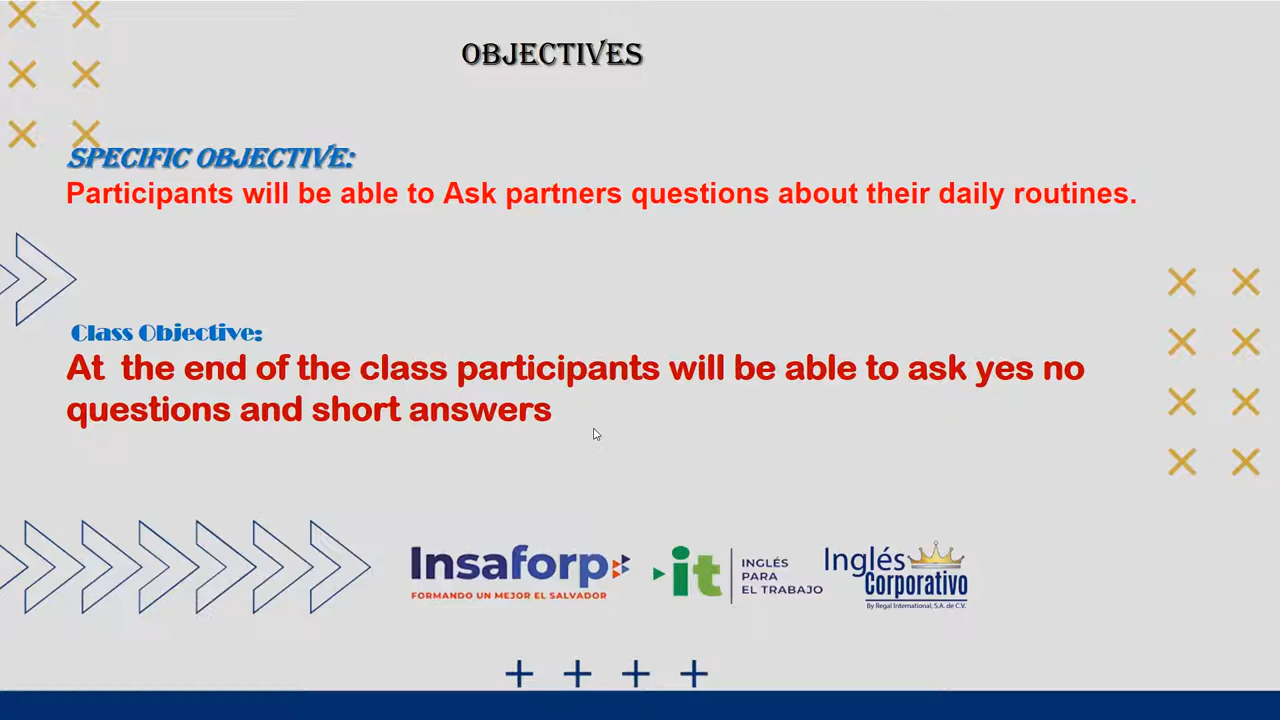 OBJECTIVES
SPECIFIC OBJECTIVE:
Participants will be able to Ask partners questions about their daily routines.
Class Objective:
At the end of the class participants will be able to ask yes no
questions and short answers
Insaforp
FORMANDO UN MEJOR EL SALVADOR
it
INGLÉS
PARA
EL TRABAJO
Inglés
Corporativo
By Regal International, S.A. de C.V.